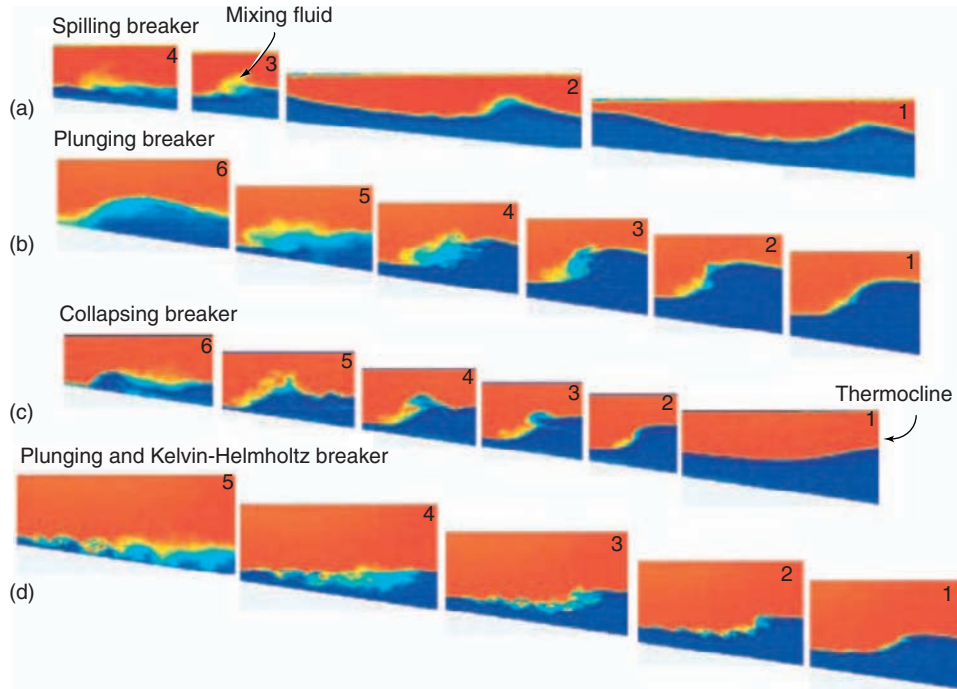 Spilling breaker
Mixing fluid
4
3
2
1
(a)
Plunging breaker
6
5
4
3
2
1
(b)
Collapsing breaker
6
5
4
3
2
1
Thermocline
(c)
Plunging and Kelvin-Helmholtz breaker
5
4
3
2
1
(d)